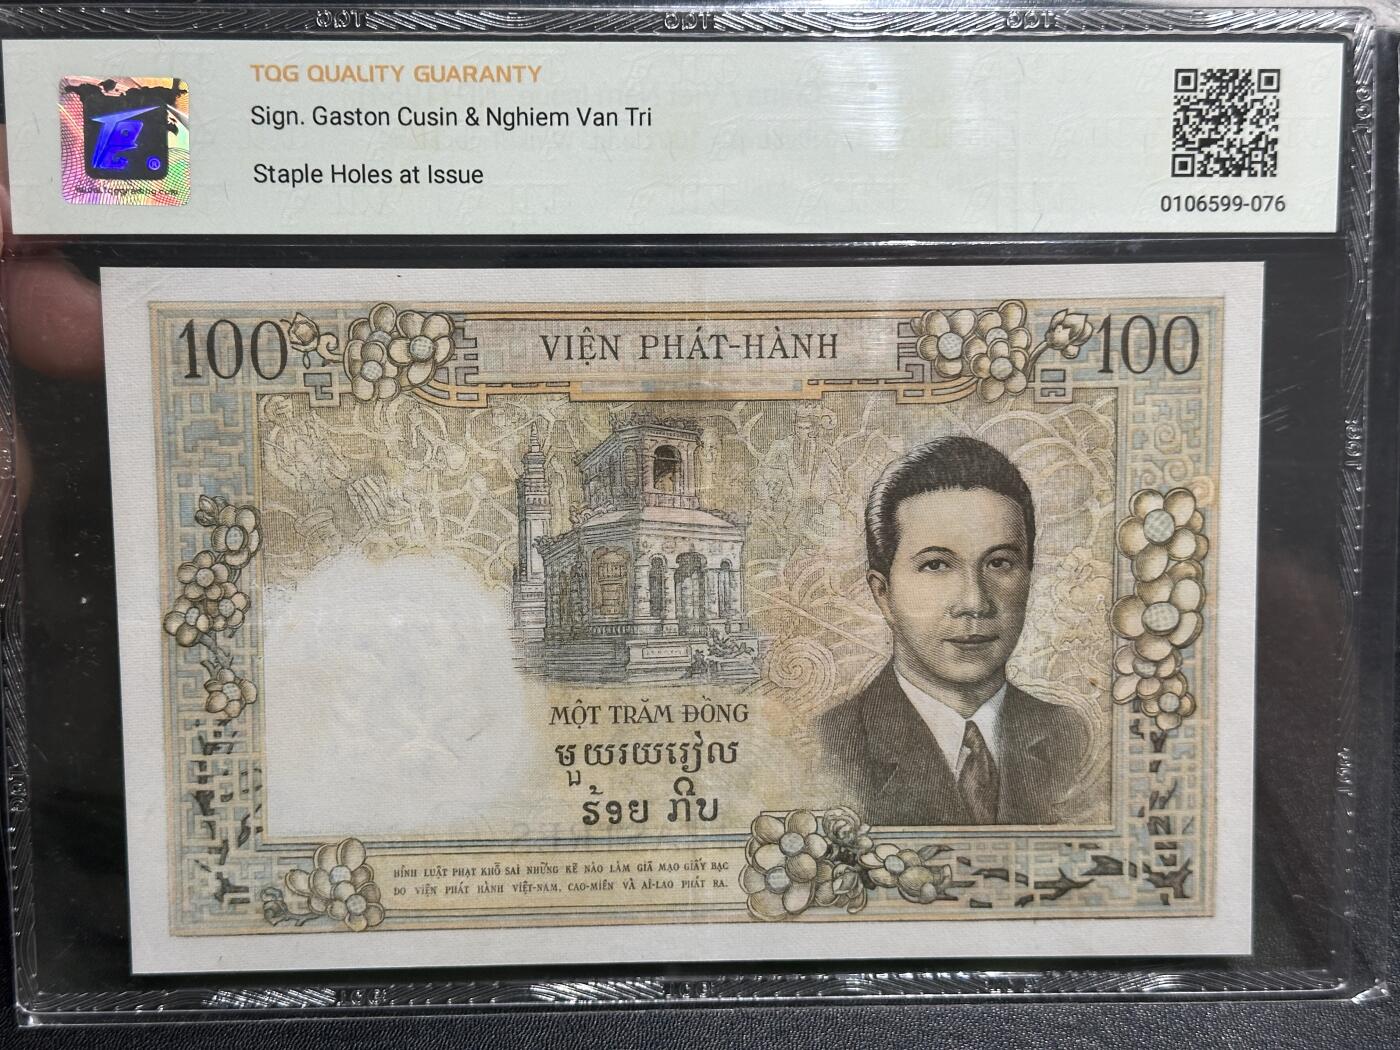 TQG QUALITY GUARANTY
Sign. Gaston Cusin & Nghiem Van Tri
Staple Holes at Issue
0106599-076
100
VIỆN PHÁT-HÀNH
100
MỘT TRĂM ĐỒNG
មួយរយរៀល
ຮ້ອຍ ກີບ
HÌNH LUẬT PHẠT KHỔ SAI NHỮNG KẺ NÀO LÀM GIẢ MẠO GIẤY BẠC
DO VIỆN PHÁT HÀNH VIỆT-NAM, CAO-MIÊN VÀ AI-LAO PHÁT RA.